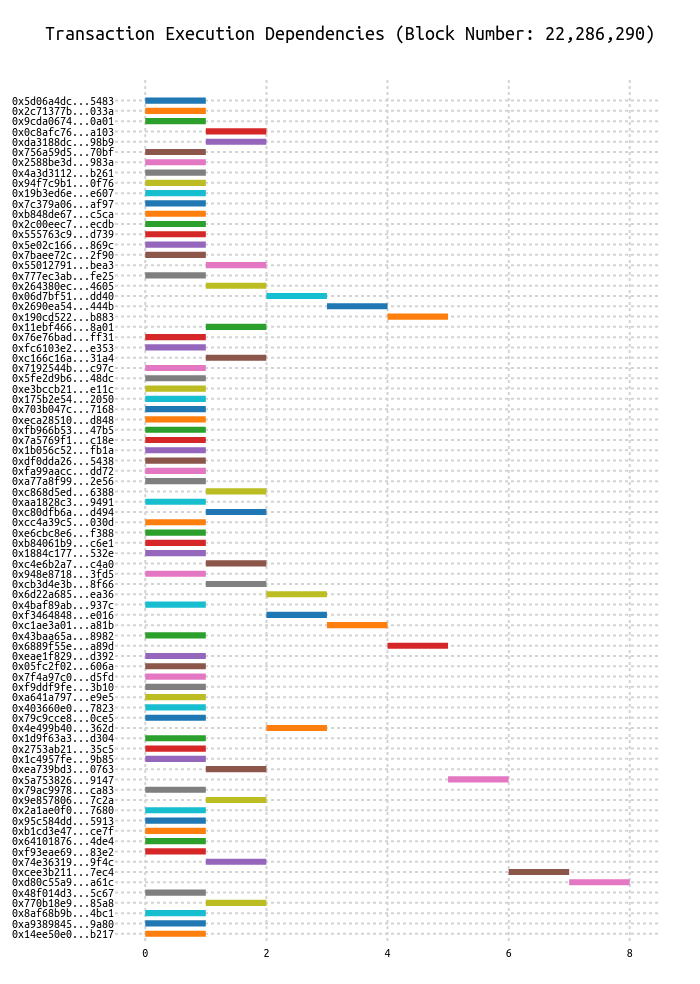 Transaction Execution Dependencies (Block Number: 22,286,290)
0x5d06a4dc...5483
0x2c71377b...033a
0x9cda0674...0a01
0x0c8afc76...a103
0xda3188dc...98b9
0x756a59d5...70bf
0x2588be3d...983a
0x4a3d3112...b261
0x94f7c9b1...0f76
0x19b3ed6e...e607
0x7c379a06...af97
0xb848de67...c5ca
0x2c00eec7...ecdb
0x555763c9...d739
0x5e02c166...869c
0x7baee72c...2f90
0x55012791...bea3
0x777ec3ab...fe25
0x264380ec...4605
0x06d7bf51...dd40
0x2690ea54...444b
0x190cd522...b883
0x11ebf466...8a01
0x76e76bad...ff31
0xfc6103e2...e353
0xc166c16a...31a4
0x7192544b...c97c
0x5fe2d9b6...48dc
0xe3bccb21...e11c
0x175b2e54...2050
0x703b047c...7168
0xeca28510...d848
0xfb966b53...47b5
0x7a5769f1...c18e
0x1b056c52...fb1a
0xdf0dda26...5438
0xfa99aacc...dd72
0xa77a8f99...2e56
0xc868d5ed...6388
0xaa1828c3...9491
0xc80dfb6a...d494
0xcc4a39c5...030d
0xe6cbc8e6...f388
0xb84061b9...c6e1
0x1884c177...532e
0xc4e6b2a7...c4a0
0x948e8718...3fd5
0xcb3d4e3b...8f66
0x6d22a685...ea36
0x4baf89ab...937c
0xf3464848...e016
0xc1ae3a01...a81b
0x43baa65a...8982
0x6889f55e...a89d
0xeae1f829...d392
0x05fc2f02...606a
0x7f4a97c0...d5fd
0xf9ddf9fe...3b10
0xa641a797...e9e5
0x403660e0...7823
0x79c9cce8...0ce5
0x4e499b40...362d
0x1d9f63a3...d304
0x2753ab21...35c5
0x1c4957fe...9b85
0xea739bd3...0763
0x5a753826...9147
0x79ac9978...ca83
0x9e857806...7c2a
0x2a1ae0f0...7680
0x95c584dd...5913
0xb1cd3e47...ce7f
0x64101876...4de4
0xf93eae69...83e2
0x74e36319...9f4c
0xcee3b211...7ec4
0xd80c55a9...a61c
0x48f014d3...5c67
0x770b18e9...85a8
0x8af68b9b...4bc1
0xa9389845...9a80
0x14ee50e0...b217
0 2 4 6 8